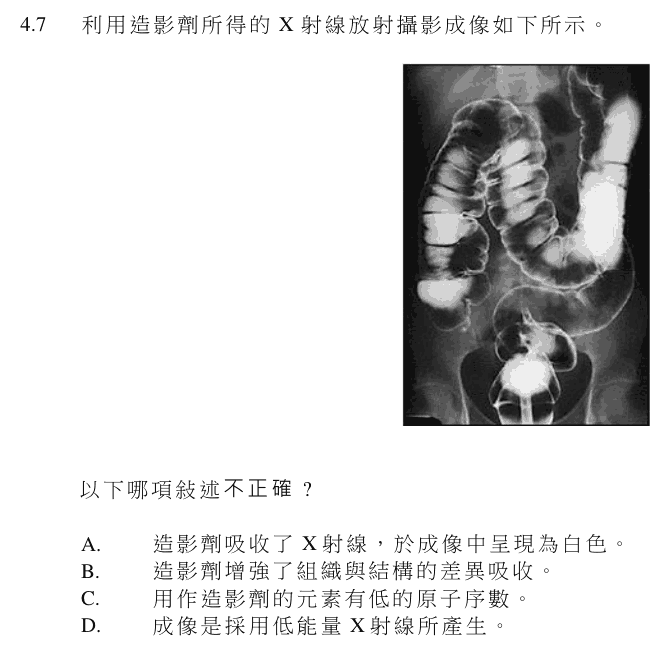 4.7 利用造影劑所得的 X 射線放射攝影成像如下所示。
以下哪項敍述不正確？
A. 造影劑吸收了 X射線，於成像中呈現為白色。
B. 造影劑增強了組織與結構的差異吸收。
C. 用作造影劑的元素有低的原子序數。
D. 成像是採用低能量 X射線所產生。